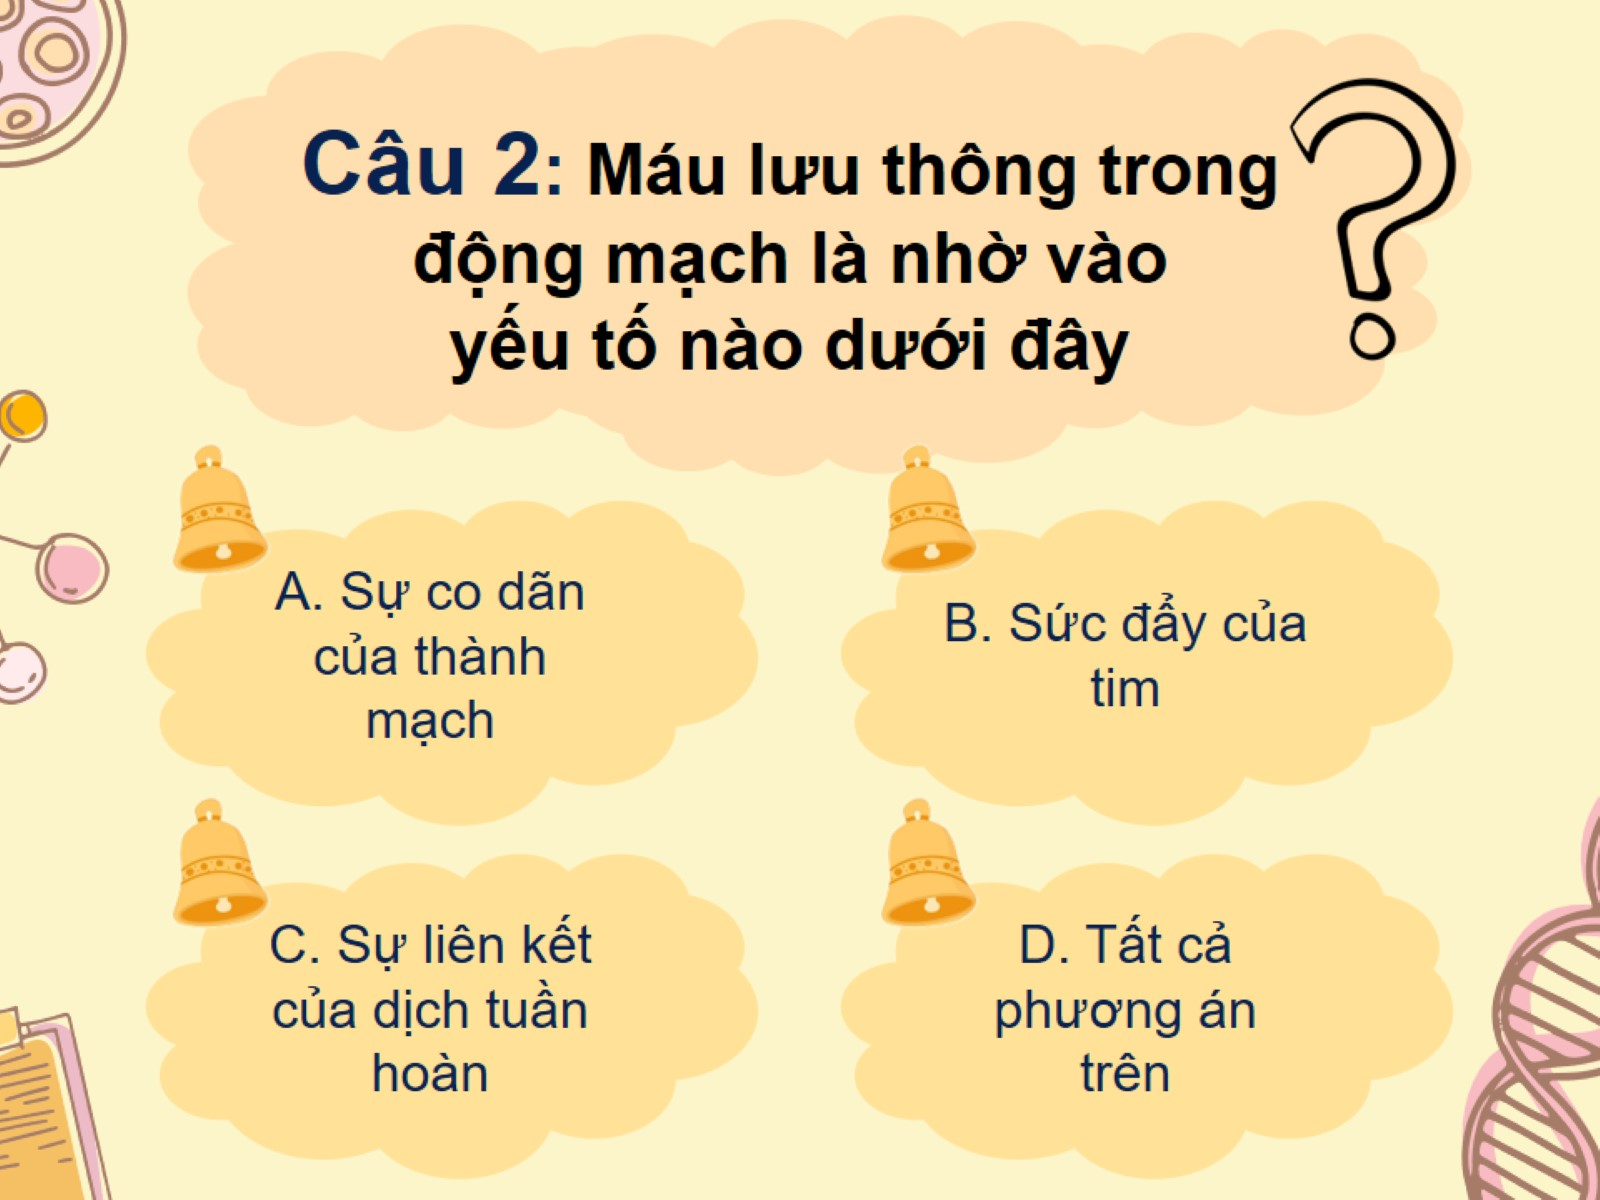 Câu 2: Máu lưu thông trong
động mạch là nhờ vào
yếu tố nào dưới đây
A. Sự co dãn
của thành
mạch
B. Sức đẩy của
tim
C. Sự liên kết
của dịch tuần
hoàn
D. Tất cả
phương án
trên